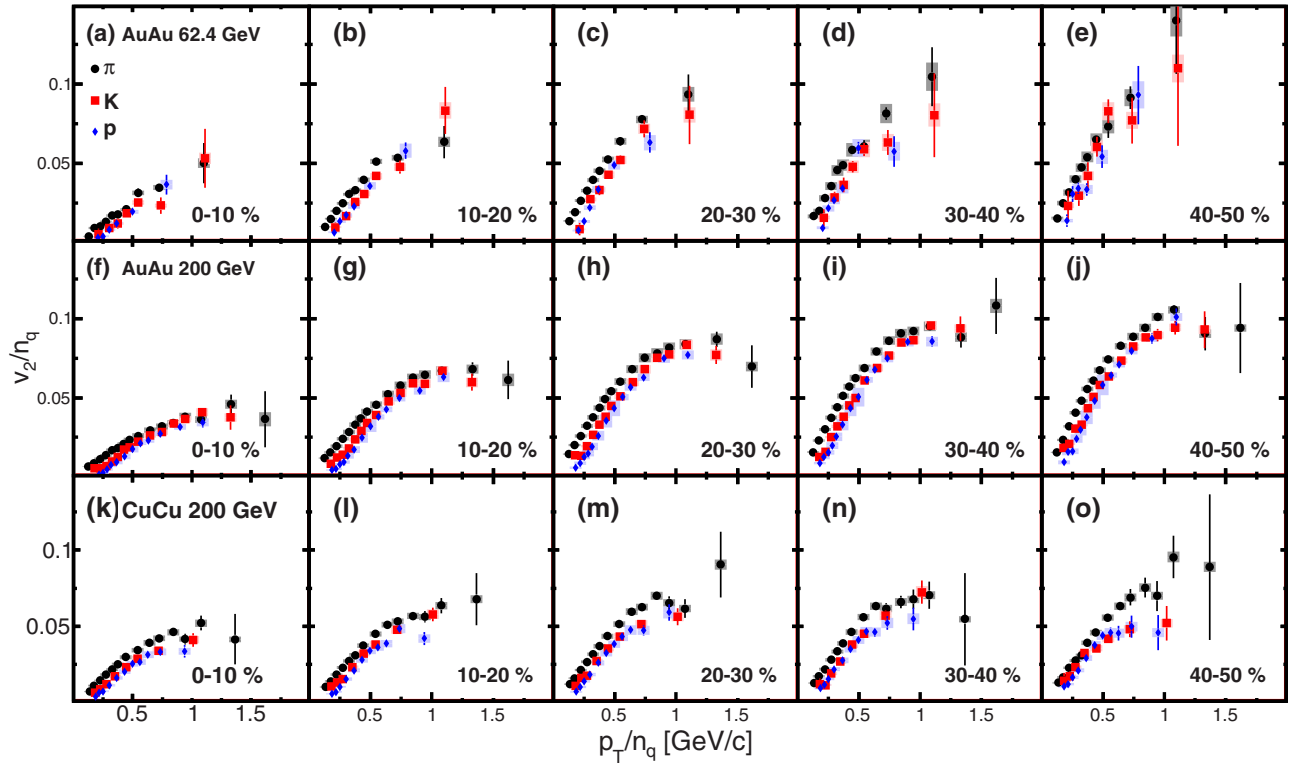 (a) AuAu 62.4 GeV
π
K
p
0-10 %
(b)
10-20 %
(c)
20-30 %
(d)
30-40 %
(e)
40-50 %
0.1
0.05
(f) AuAu 200 GeV
0-10 %
(g)
10-20 %
(h)
20-30 %
(i)
30-40 %
(j)
40-50 %
0.1
0.05
v2/nq
(k) CuCu 200 GeV
0-10 %
(l)
10-20 %
(m)
20-30 %
(n)
30-40 %
(o)
40-50 %
0.1
0.05
0.5 1 1.5 0.5 1 1.5 0.5 1 1.5 0.5 1 1.5 0.5 1 1.5
pT/nq [GeV/c]